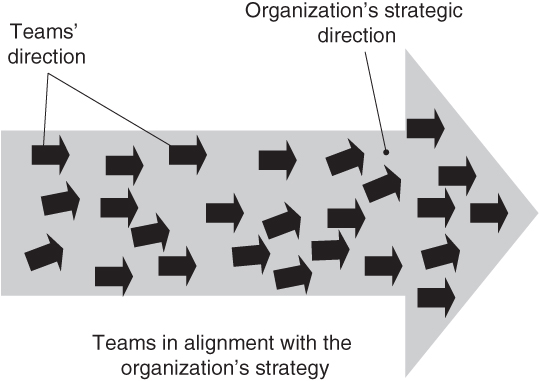 Organization’s strategic
direction
Teams’
direction
Teams in alignment with the
organization’s strategy